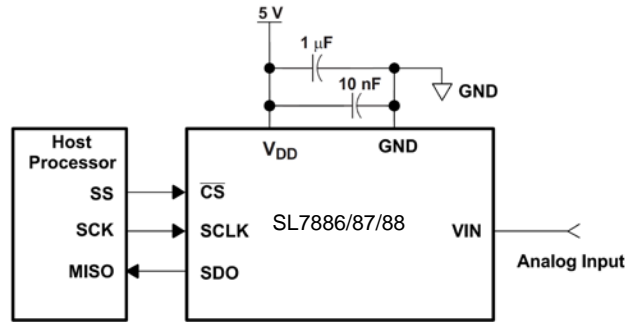 5 V
1 μF
10 nF
GND
Host
Processor
V_DD
GND
SS
CS
SCK
SCLK
SL7886/87/88
VIN
MISO
SDO
Analog Input